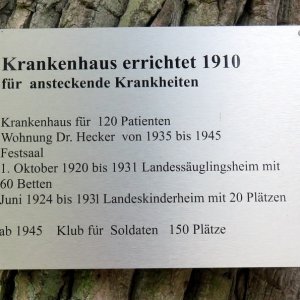 Krankenhaus errichtet 1910
für ansteckende Krankheiten
Krankenhaus für 120 Patienten
Wohnung Dr. Hecker von 1935 bis 1945
Festsaal
1. Oktober 1920 bis 1931 Landessäuglingsheim mit
60 Betten
Juni 1924 bis 1931 Landeskinderheim mit 20 Plätzen
ab 1945 Klub für Soldaten 150 Plätze